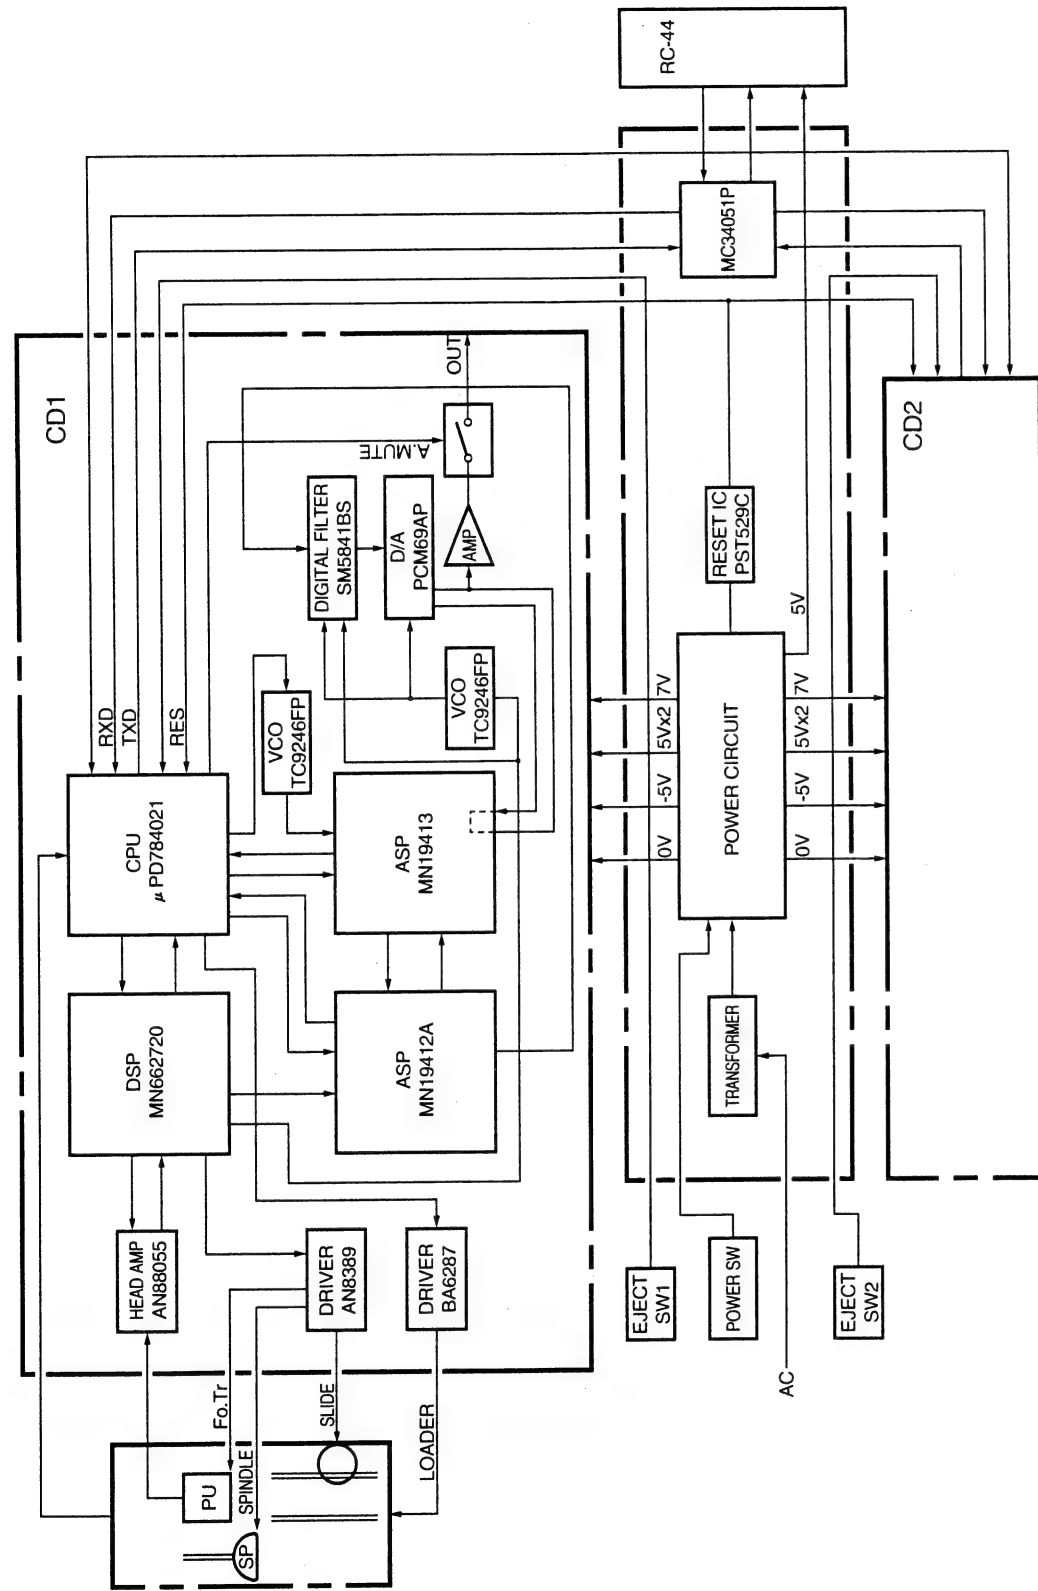 CD1
PU
SP
Fo.Tr
SPINDLE
SLIDE
LOADER
HEAD AMP
AN88055
DRIVER
AN8389
DRIVER
BA6287
DSP
MN662720
CPU
μPD784021
RXD
TXD
RES
ASP
MN19412A
ASP
MN19413
VCO
TC9246FP
VCO
TC9246FP
DIGITAL FILTER
SM5841BS
D/A
PCM69AP
AMP
A.MUTE
OUT
EJECT
SW1
POWER SW
EJECT
SW2
AC
TRANSFORMER
POWER CIRCUIT
0V
-5V
5Vx2
7V
0V
-5V
5Vx2
7V
5V
RESET IC
PST529C
MC34051P
RC-44
CD2